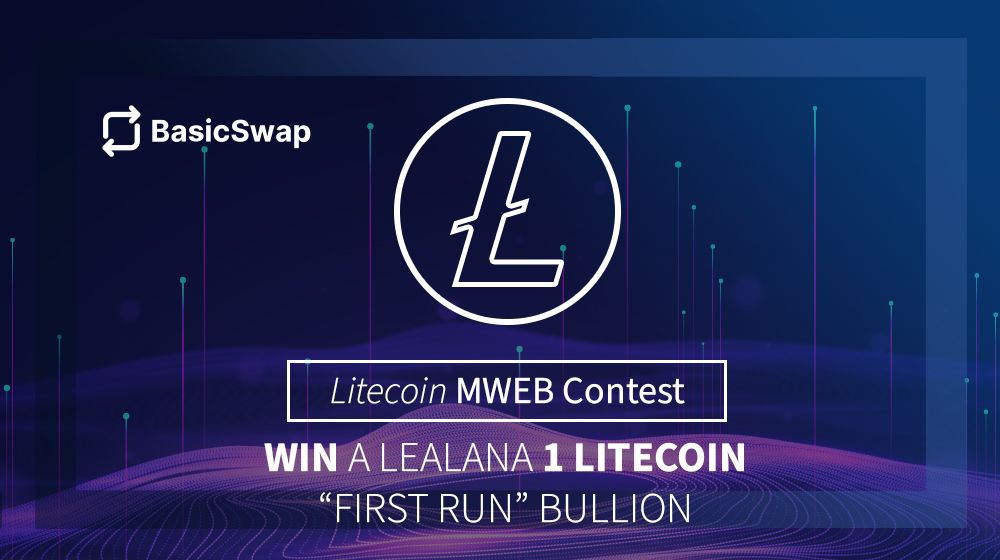 BasicSwap
Litecoin MWEB Contest
WIN A LEALANA 1 LITECOIN
“FIRST RUN” BULLION